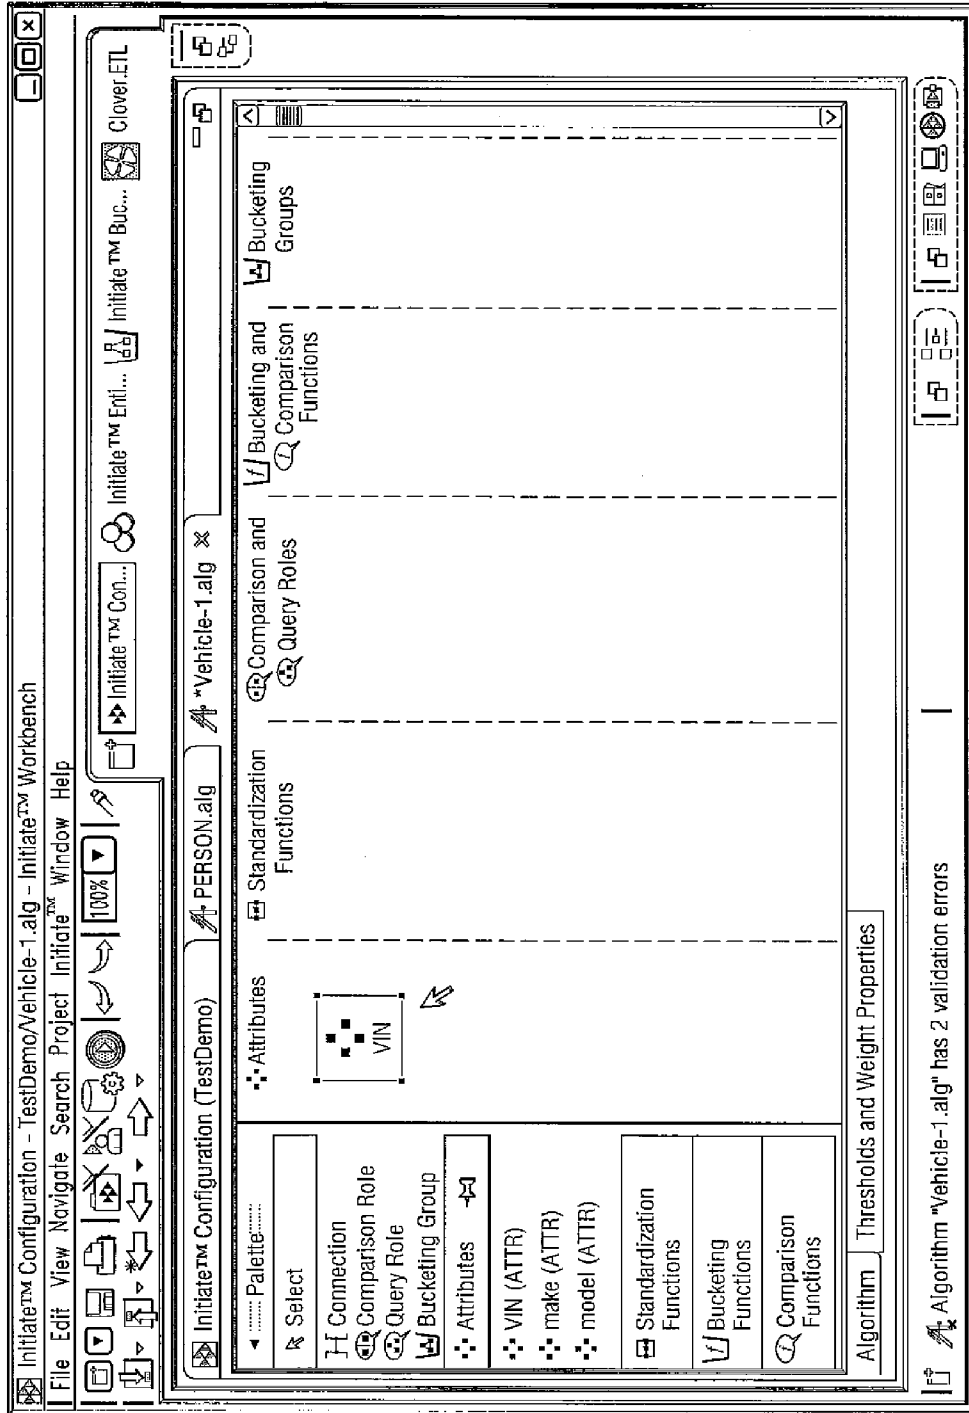 Initiate™ Configuration – TestDemo/Vehicle-1.alg – Initiate™ Workbench
File Edit View Navigate Search Project Initiate™ Window Help
100%
Initiate™ Con... Initiate™ Enti... Initiate™ Buc... Clover.ETL
Initiate™ Configuration (TestDemo) PERSON.alg *Vehicle-1.alg
Palette
Select
Connection
Comparison Role
Query Role
Bucketing Group
Attributes
VIN (ATTR)
make (ATTR)
model (ATTR)
Standardization
Functions
Bucketing
Functions
Comparison
Functions
Attributes
VIN
Standardization
Functions
Comparison and
Query Roles
Bucketing and
Comparison
Functions
Bucketing
Groups
Algorithm Thresholds and Weight Properties
Algorithm "Vehicle-1.alg" has 2 validation errors